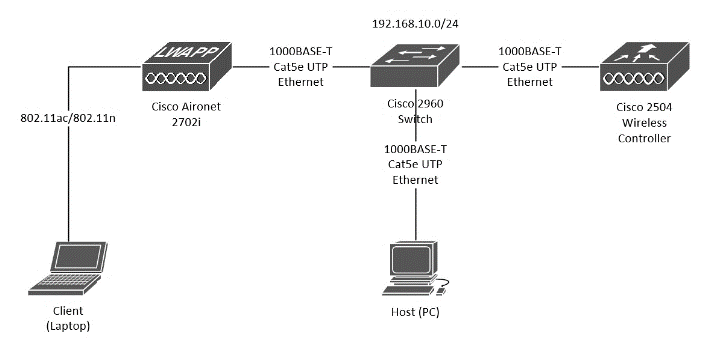 192.168.10.0/24
LWAPP
1000BASE-T
Cat5e UTP
Ethernet
1000BASE-T
Cat5e UTP
Ethernet
Cisco Aironet
2702i
Cisco 2960
Switch
Cisco 2504
Wireless
Controller
802.11ac/802.11n
1000BASE-T
Cat5e UTP
Ethernet
Client
(Laptop)
Host (PC)